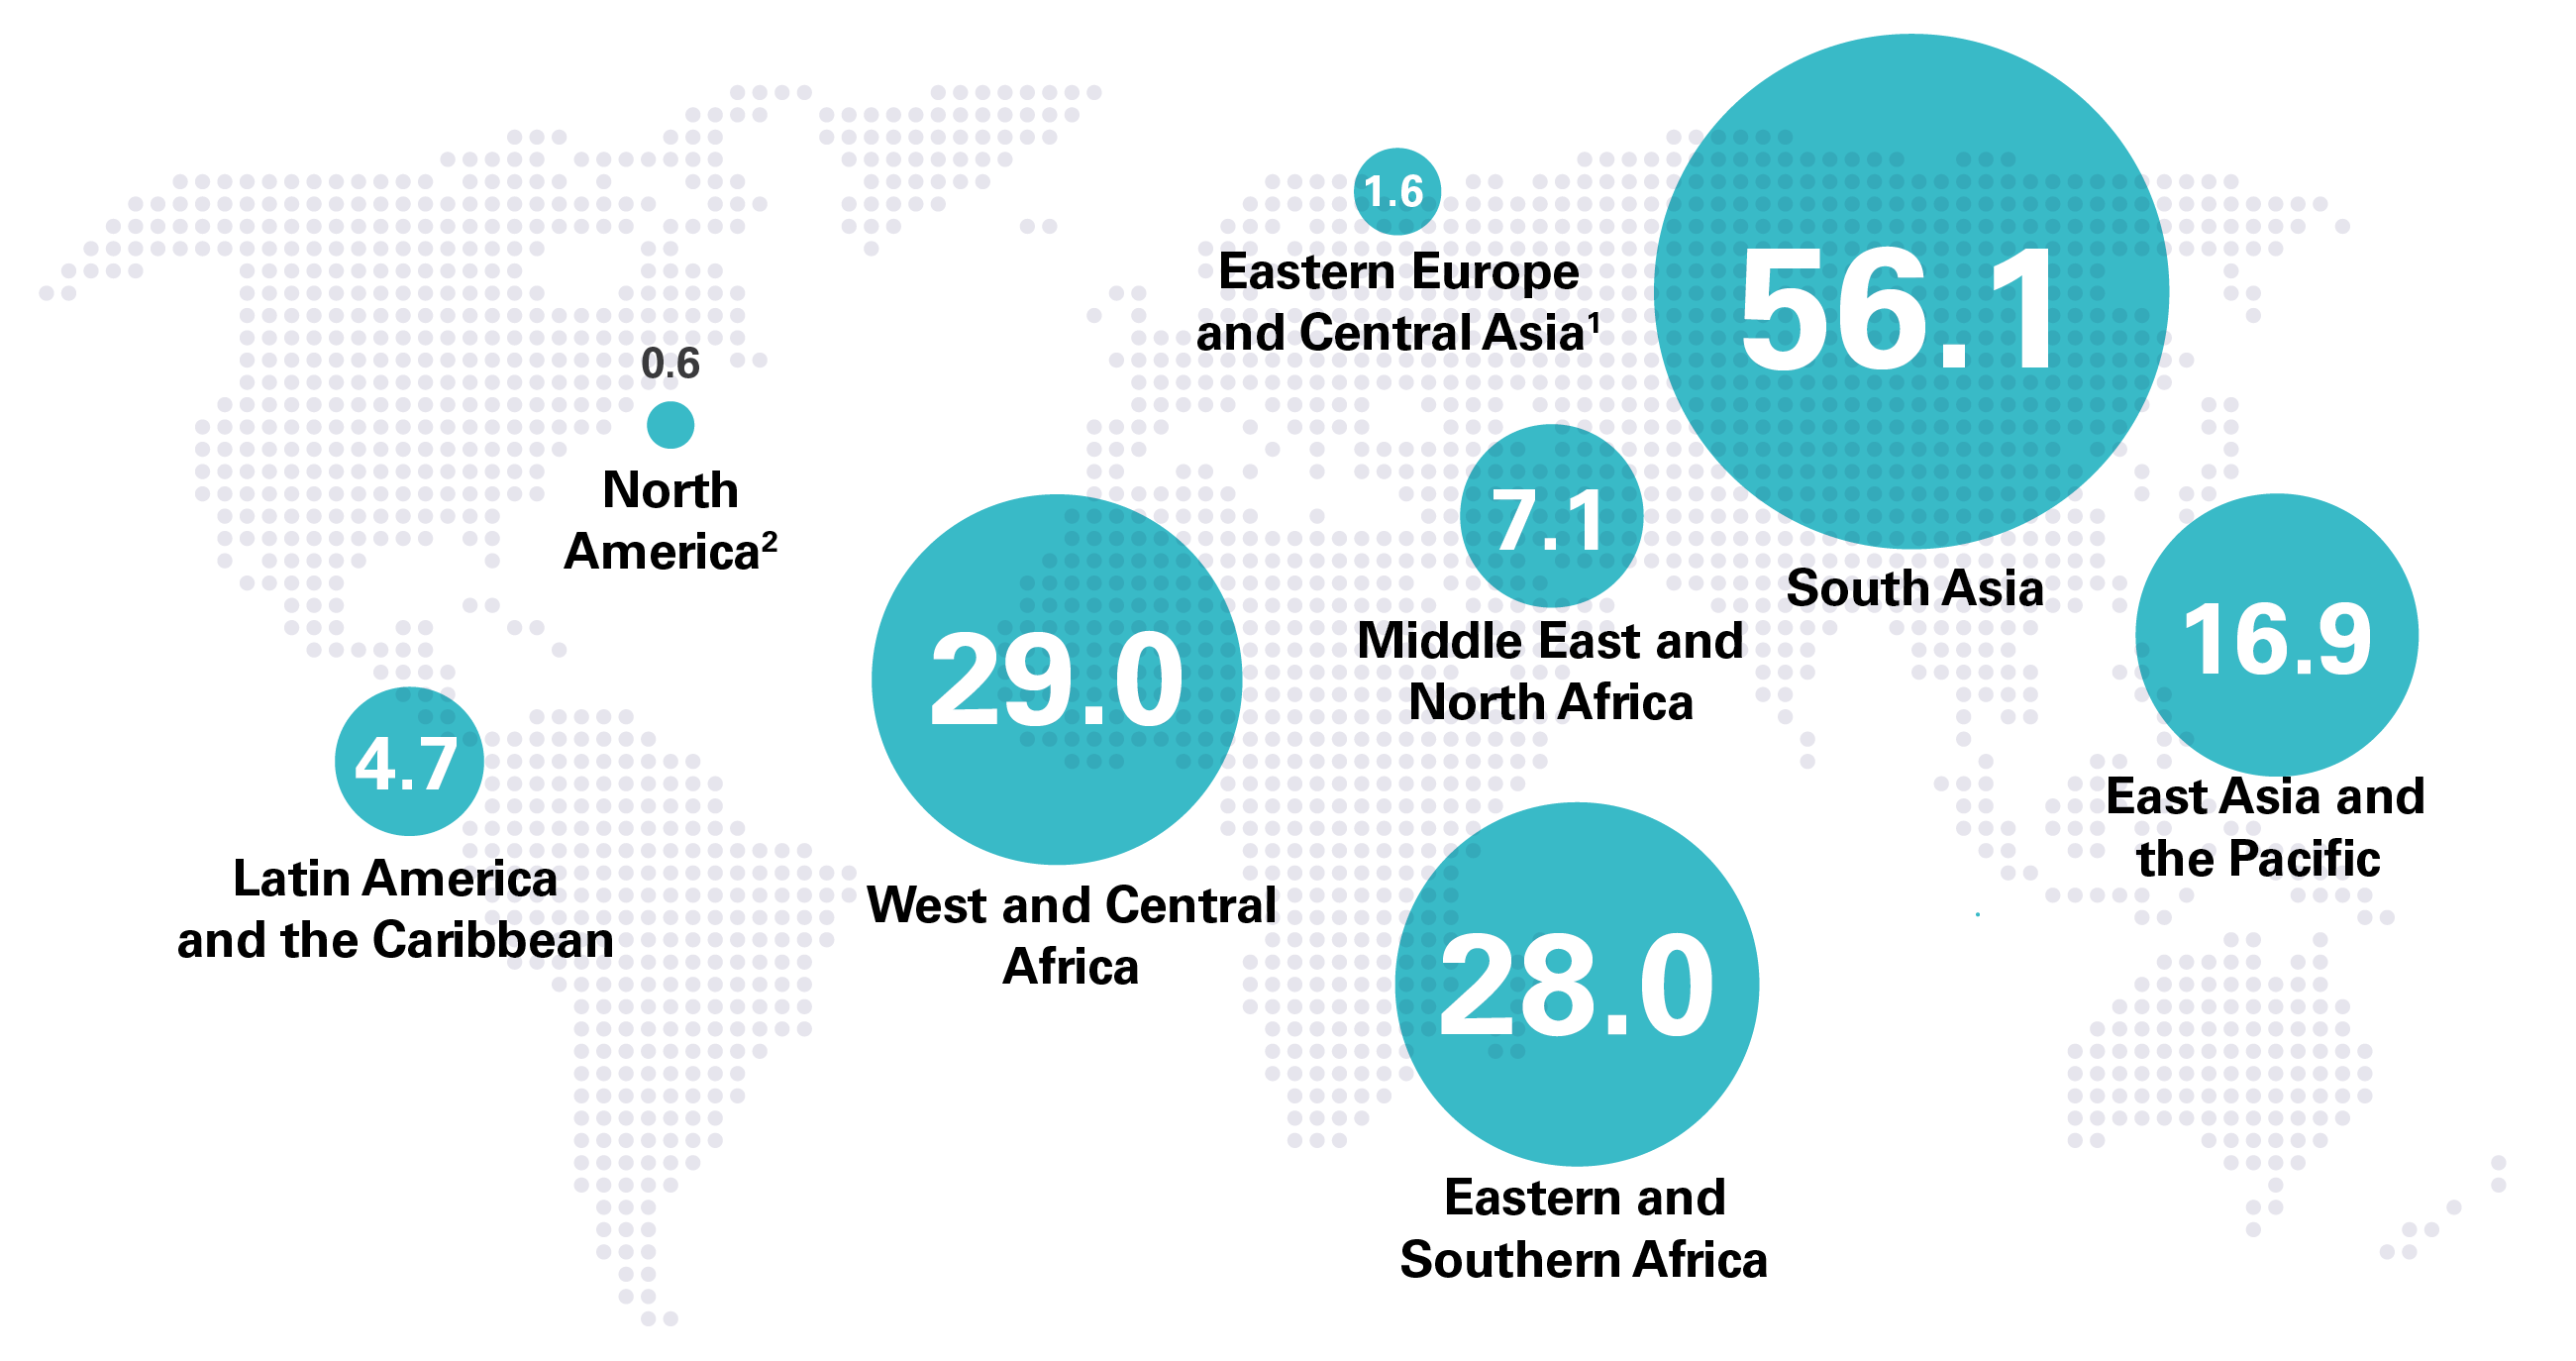 1.6
Eastern Europe
and Central Asia¹
56.1
South Asia
0.6
North
America²
7.1
Middle East and
North Africa
29.0
West and Central
Africa
16.9
East Asia and
the Pacific
4.7
Latin America
and the Caribbean
28.0
Eastern and
Southern Africa